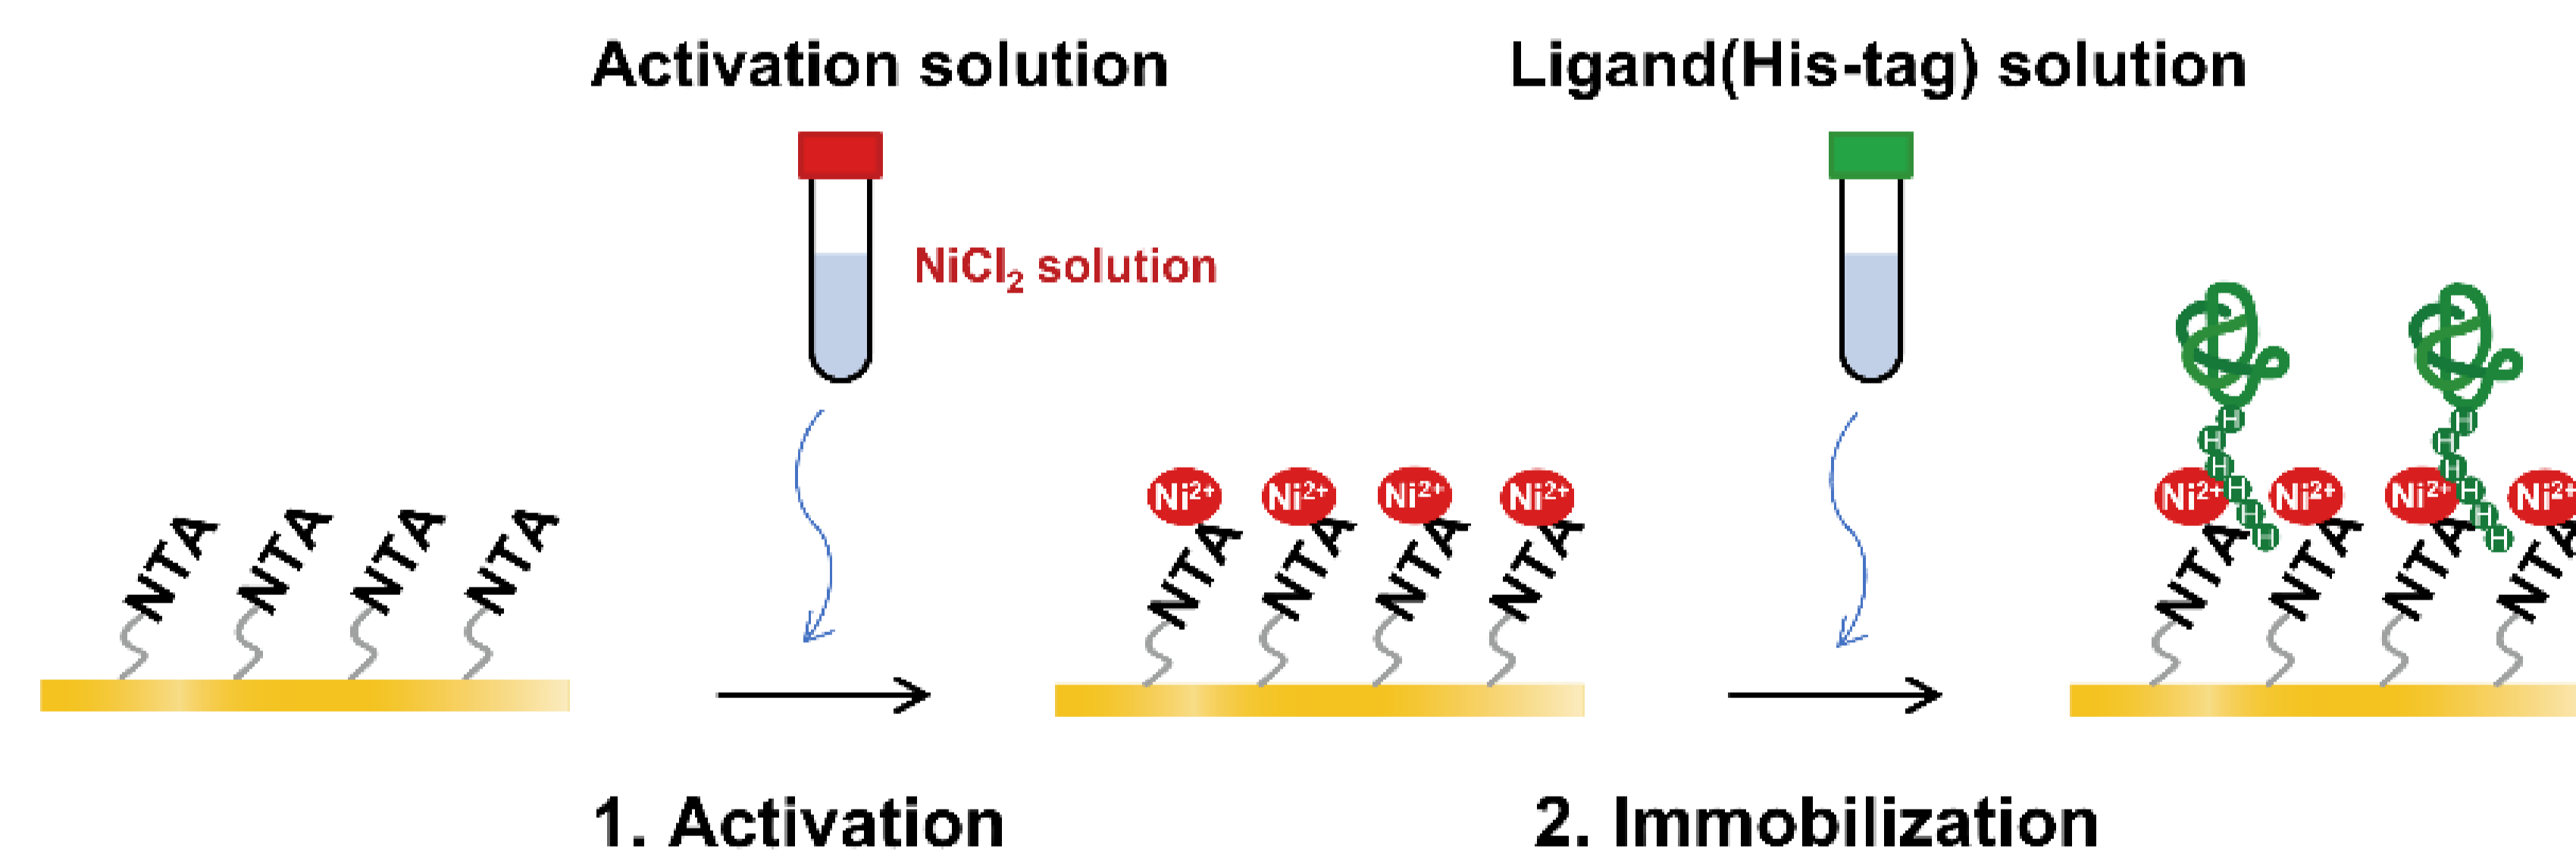 Activation solution
Ligand(His-tag) solution
NiCl₂ solution
NTA NTA NTA NTA
Ni²⁺ Ni²⁺ Ni²⁺ Ni²⁺
NTA NTA NTA NTA
H H H H H H
H H H H H H
Ni²⁺ Ni²⁺ Ni²⁺ Ni²⁺
NTA NTA NTA NTA
1. Activation
2. Immobilization